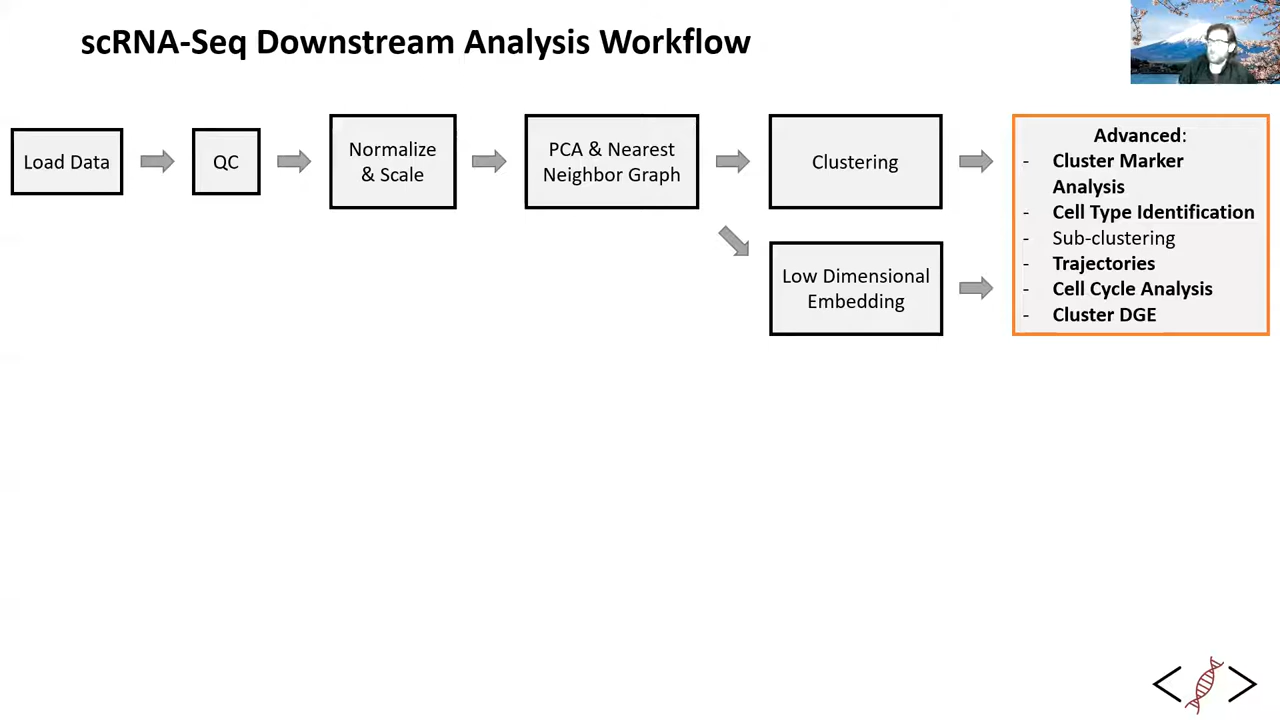 scRNA-Seq Downstream Analysis Workflow
Load Data
QC
Normalize
& Scale
PCA & Nearest
Neighbor Graph
Clustering
Low Dimensional
Embedding
Advanced:
- Cluster Marker
Analysis
- Cell Type Identification
- Sub-clustering
- Trajectories
- Cell Cycle Analysis
- Cluster DGE